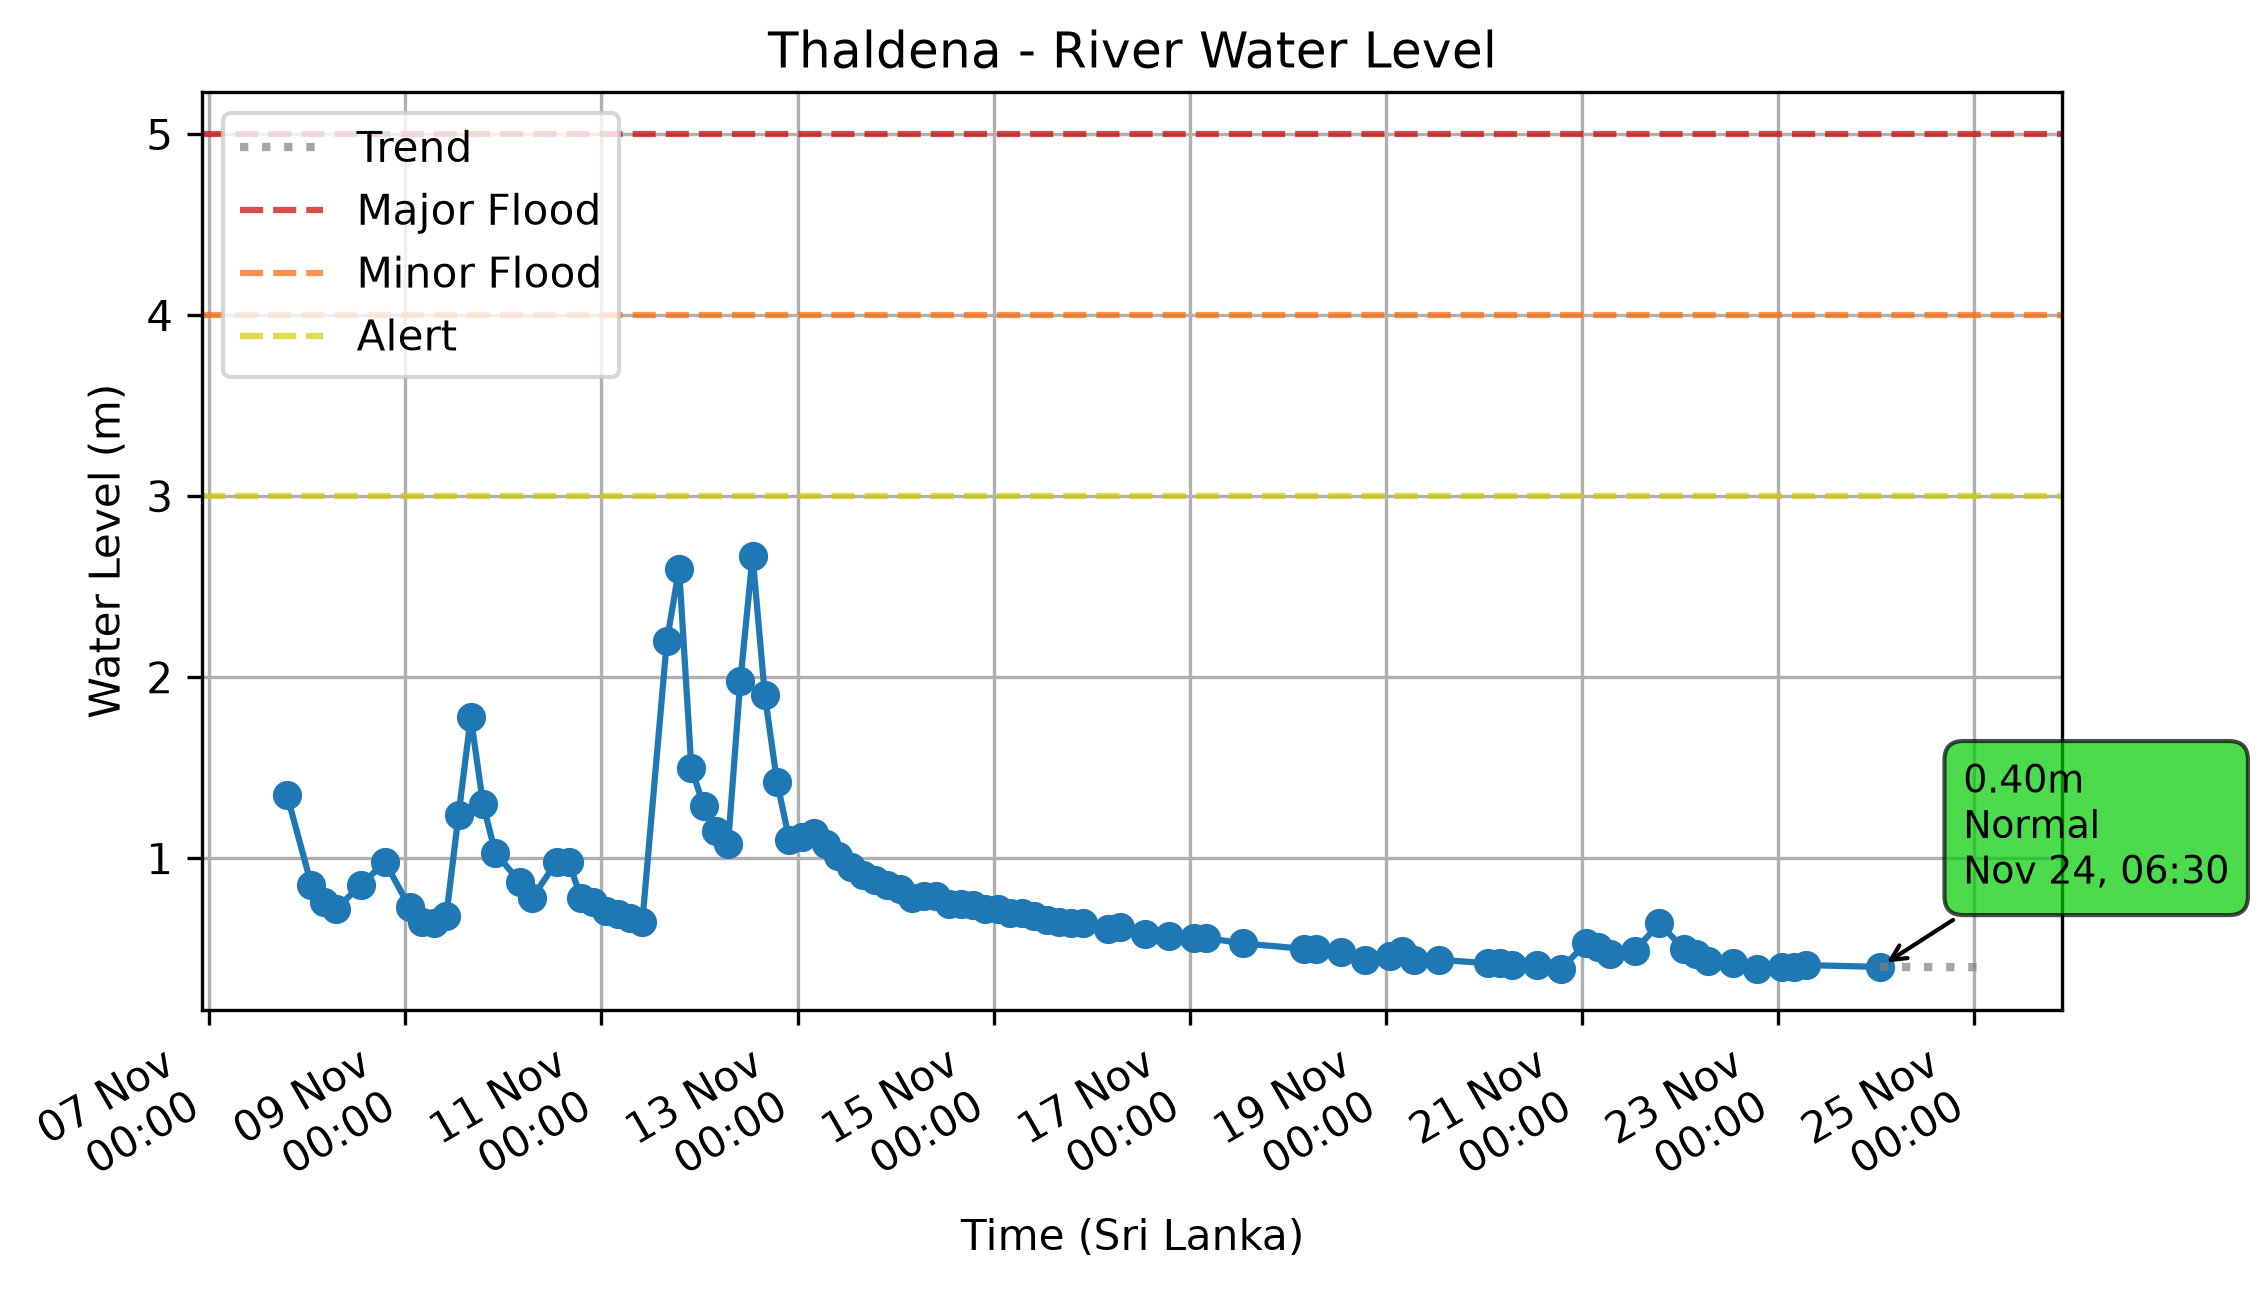 Thaldena - River Water Level
5
4
3
2
1
Water Level (m)
Trend
Major Flood
Minor Flood
Alert
0.40m
Normal
Nov 24, 06:30
07 Nov
00:00
09 Nov
00:00
11 Nov
00:00
13 Nov
00:00
15 Nov
00:00
17 Nov
00:00
19 Nov
00:00
21 Nov
00:00
23 Nov
00:00
25 Nov
00:00
Time (Sri Lanka)